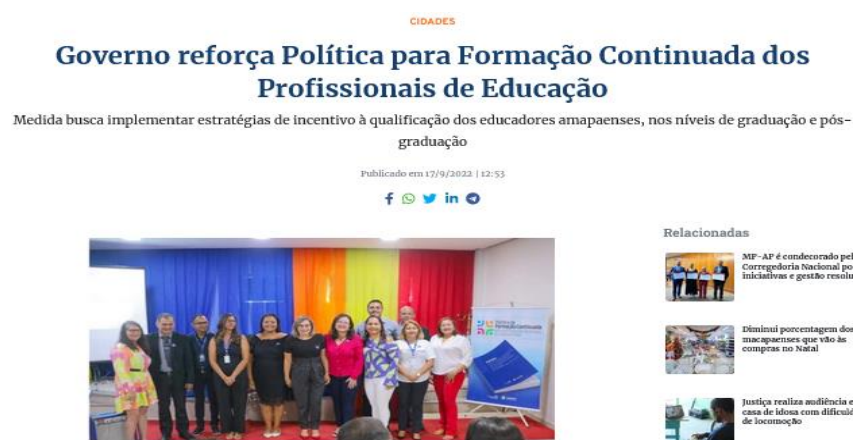 CIDADES
Governo reforça Política para Formação Continuada dos
Profissionais de Educação
Medida busca implementar estratégias de incentivo à qualificação dos educadores amapaenses, nos níveis de graduação e pós-
graduação
Publicado em 17/9/2022 | 12:53
Relacionadas
MP-AP é condecorado pel
Corregedoria Nacional po
iniciativas e gestão resolu
Diminui porcentagem dos
macapaenses que vão às
compras no Natal
Justiça realiza audiência e
casa de idosa com dificuld
de locomoção
Formação Continuada